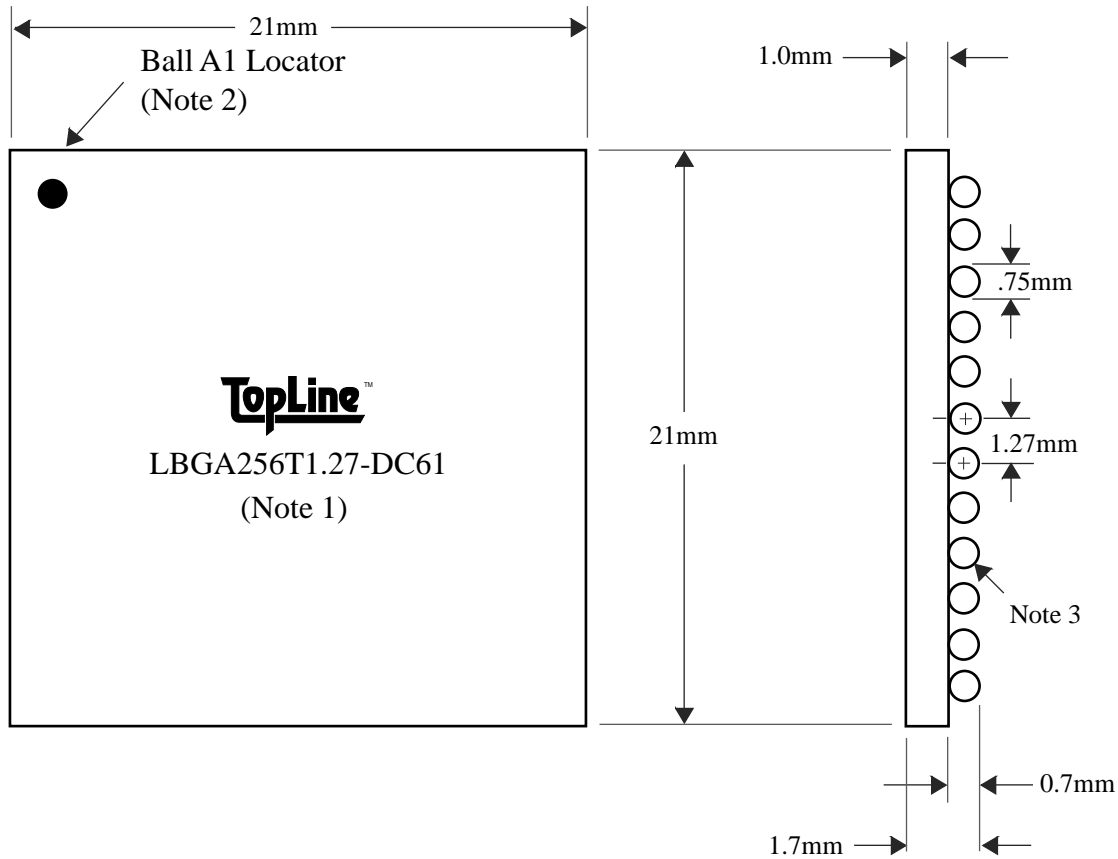 21mm
Ball A1 Locator
(Note 2)
1.0mm
.75mm
TopLine™
LBGA256T1.27-DC61
(Note 1)
21mm
1.27mm
Note 3
0.7mm
1.7mm